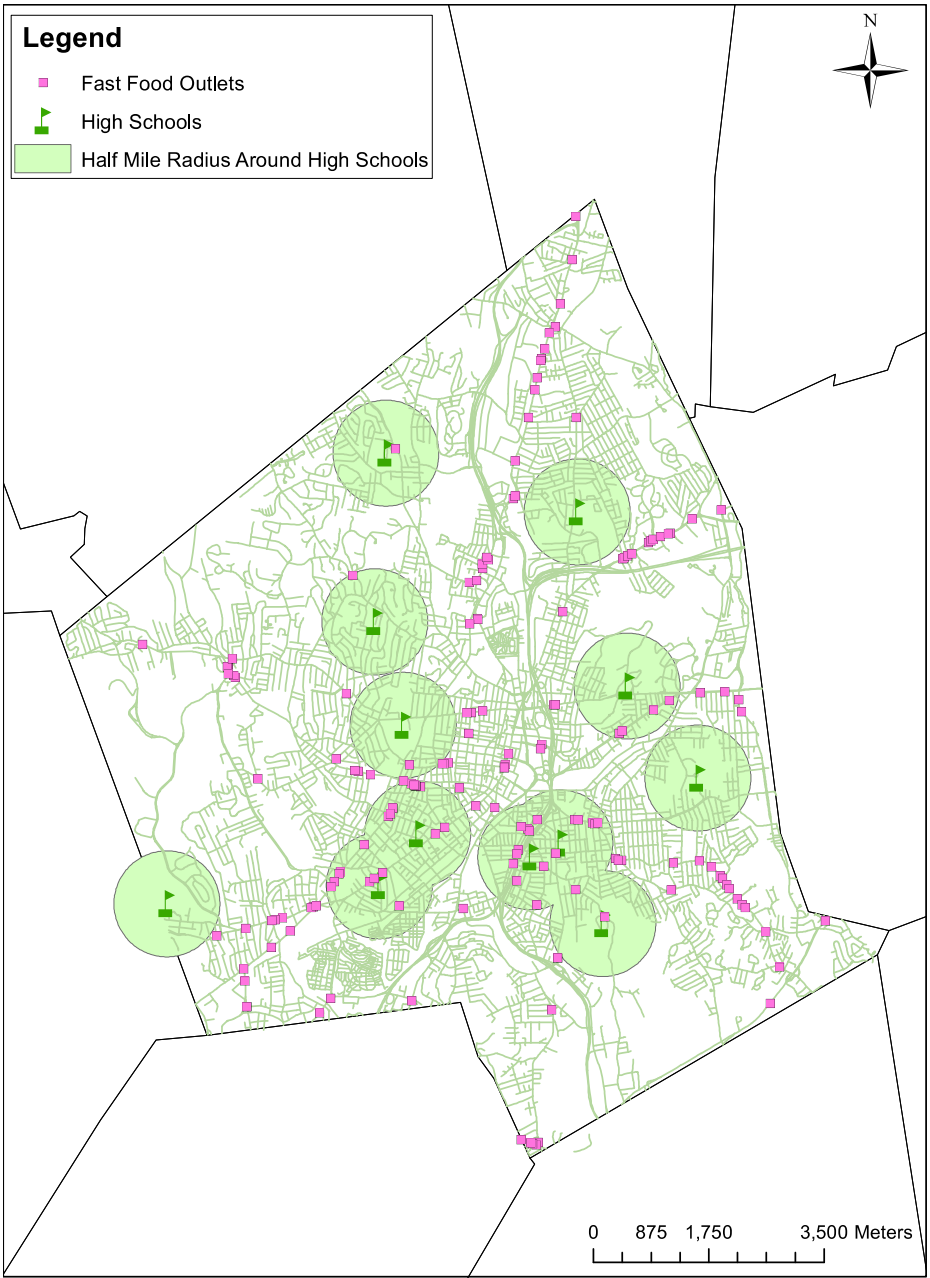 Legend
Fast Food Outlets
High Schools
Half Mile Radius Around High Schools
N
0 875 1,750 3,500 Meters